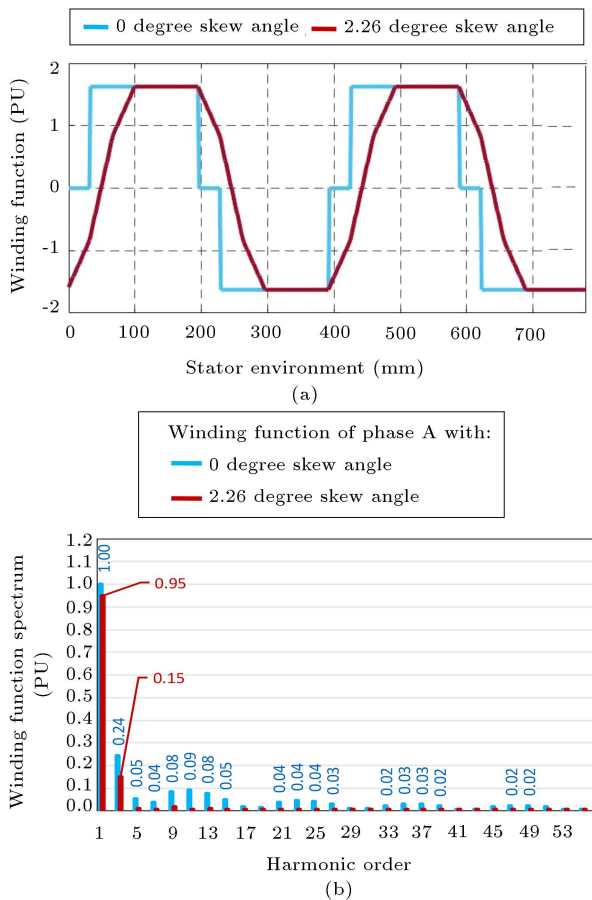 0 degree skew angle 2.26 degree skew angle
Winding function (PU)
2
1
0
-1
-2
0 100 200 300 400 500 600 700
Stator environment (mm)
(a)
Winding function of phase A with:
0 degree skew angle
2.26 degree skew angle
Winding function spectrum
(PU)
1.2
1.1
1.0
0.9
0.8
0.7
0.6
0.5
0.4
0.3
0.2
0.1
0.0
1.00
0.95
0.24
0.15
0.05
0.04
0.08
0.09
0.08
0.05
0.04
0.04
0.04
0.03
0.02
0.03
0.03
0.02
0.02
0.02
1 5 9 13 17 21 25 29 33 37 41 45 49 53
Harmonic order
(b)